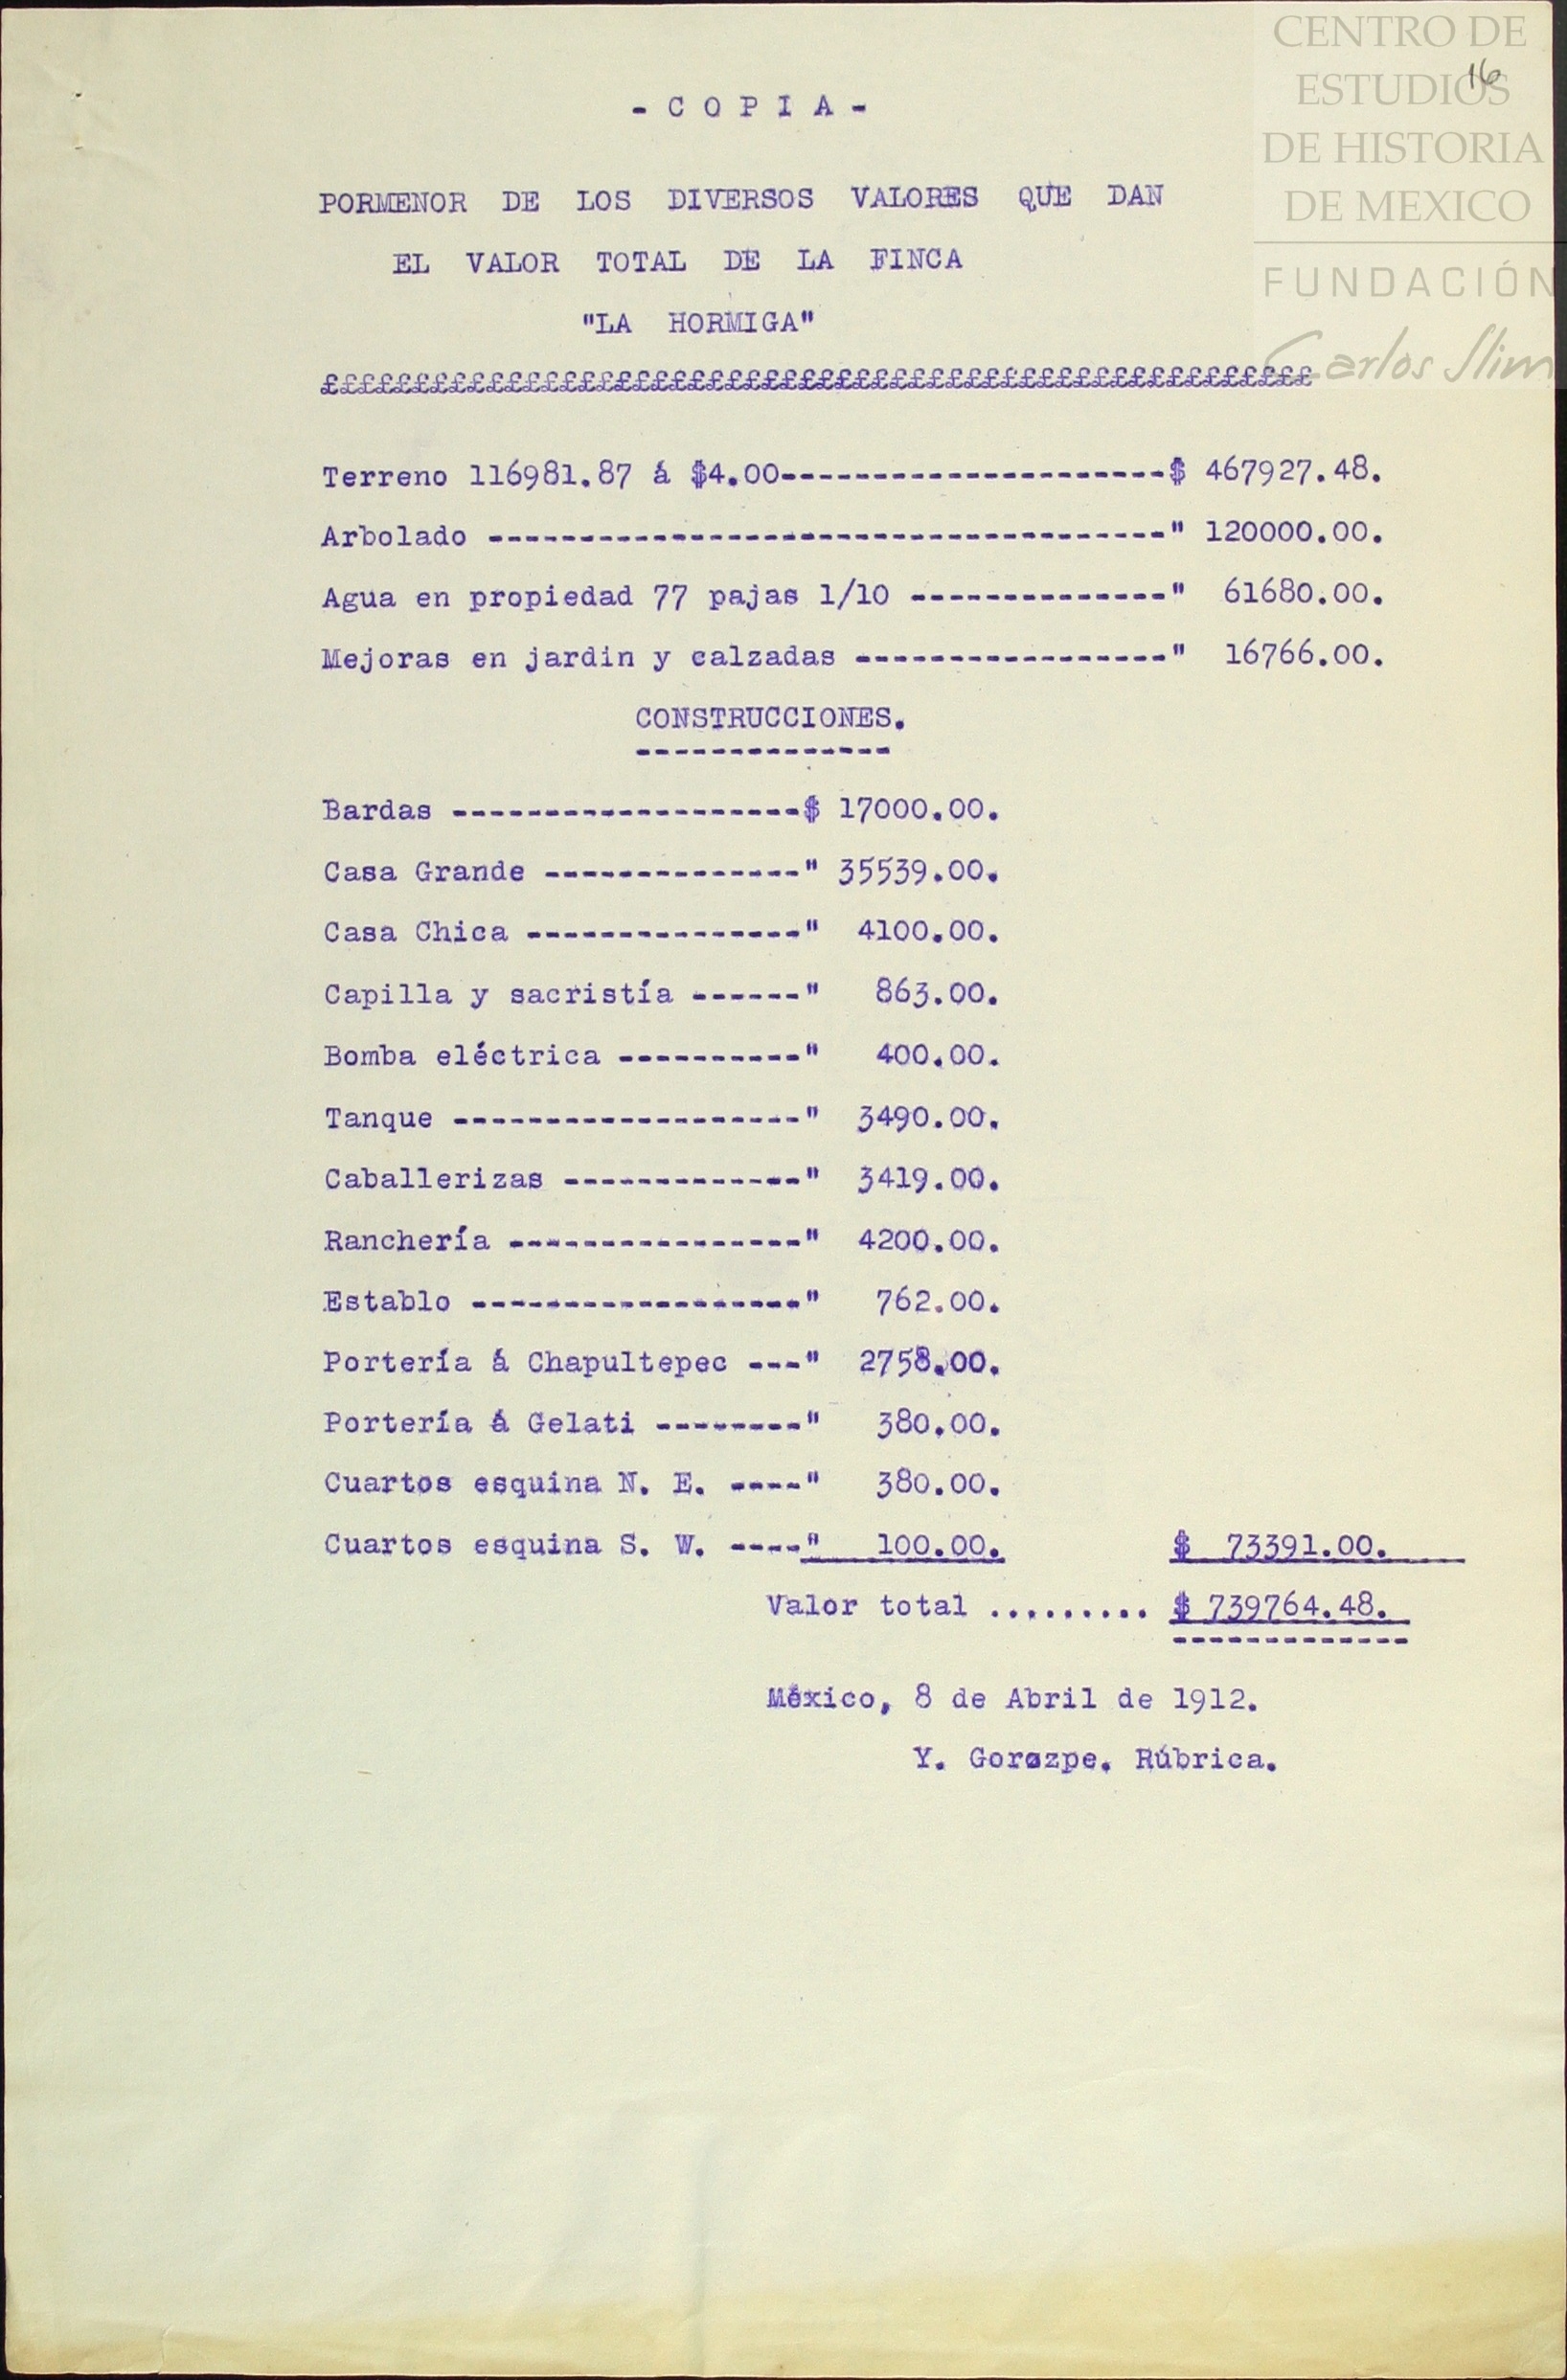 CENTRO DE
ESTUDIOS
DE HISTORIA
DE MEXICO
FUNDACIÓN
Carlos Slim
16
- C O P I A -
PORMENOR DE LOS DIVERSOS VALORES QUE DAN
EL VALOR TOTAL DE LA FINCA
"LA HORMIGA"
££££££££££££££££££££££££££££££££££££££££££££££££££££££
Terreno 116981.87 á $4.00---------------------$ 467927.48.
Arbolado -------------------------------------" 120000.00.
Agua en propiedad 77 pajas 1/10 --------------" 61680.00.
Mejoras en jardin y calzadas -----------------" 16766.00.
CONSTRUCCIONES.
--------------
Bardas -------------------$ 17000.00.
Casa Grande --------------" 35539.00.
Casa Chica ---------------" 4100.00.
Capilla y sacristía ------" 863.00.
Bomba eléctrica ----------" 400.00.
Tanque -------------------" 3490.00.
Caballerizas -------------" 3419.00.
Ranchería ----------------" 4200.00.
Establo ------------------" 762.00.
Portería á Chapultepec ---" 2758.00.
Portería á Gelati --------" 380.00.
Cuartos esquina N. E. ----" 380.00.
Cuartos esquina S. W. ----" 100.00. $ 73391.00.
Valor total ......... $ 739764.48.
-------------
México, 8 de Abril de 1912.
Y. Gorozpe. Rúbrica.